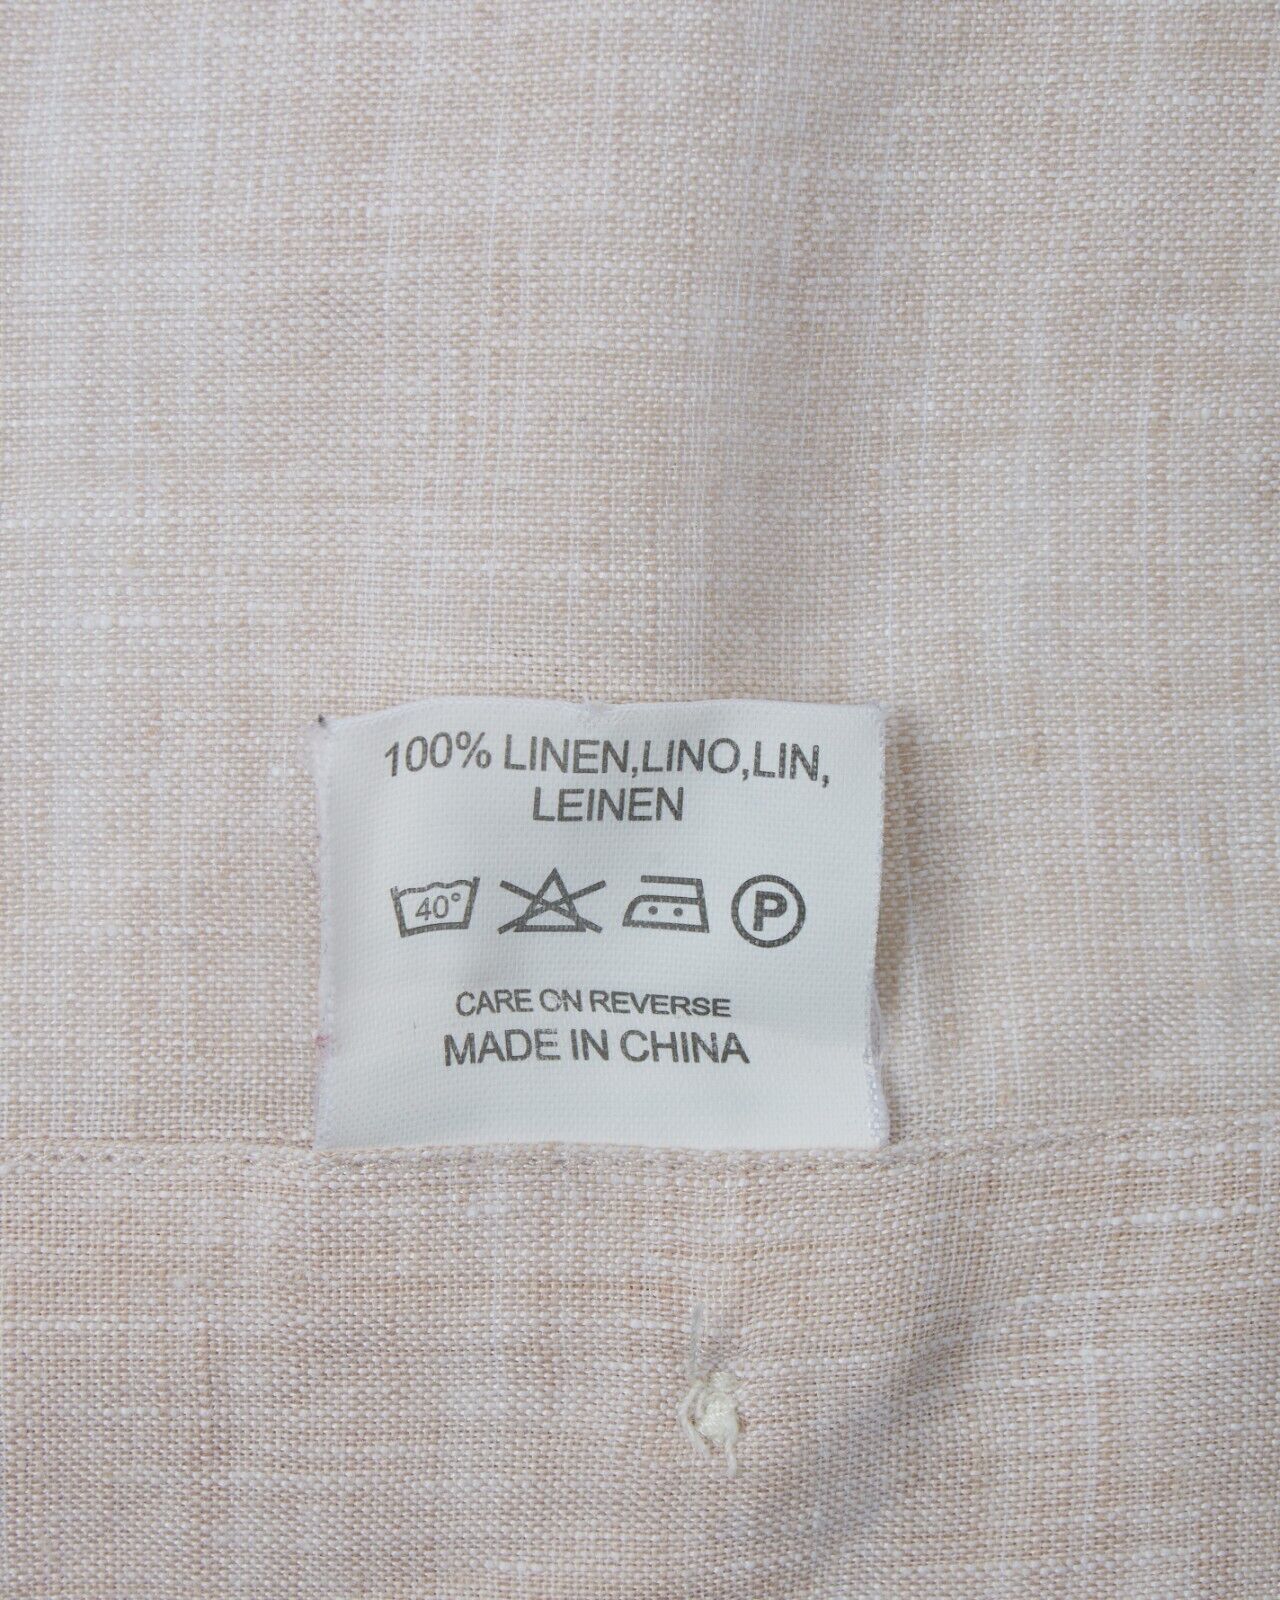 100% LINEN,LINO,LIN,
LEINEN
40° P
CARE ON REVERSE
MADE IN CHINA